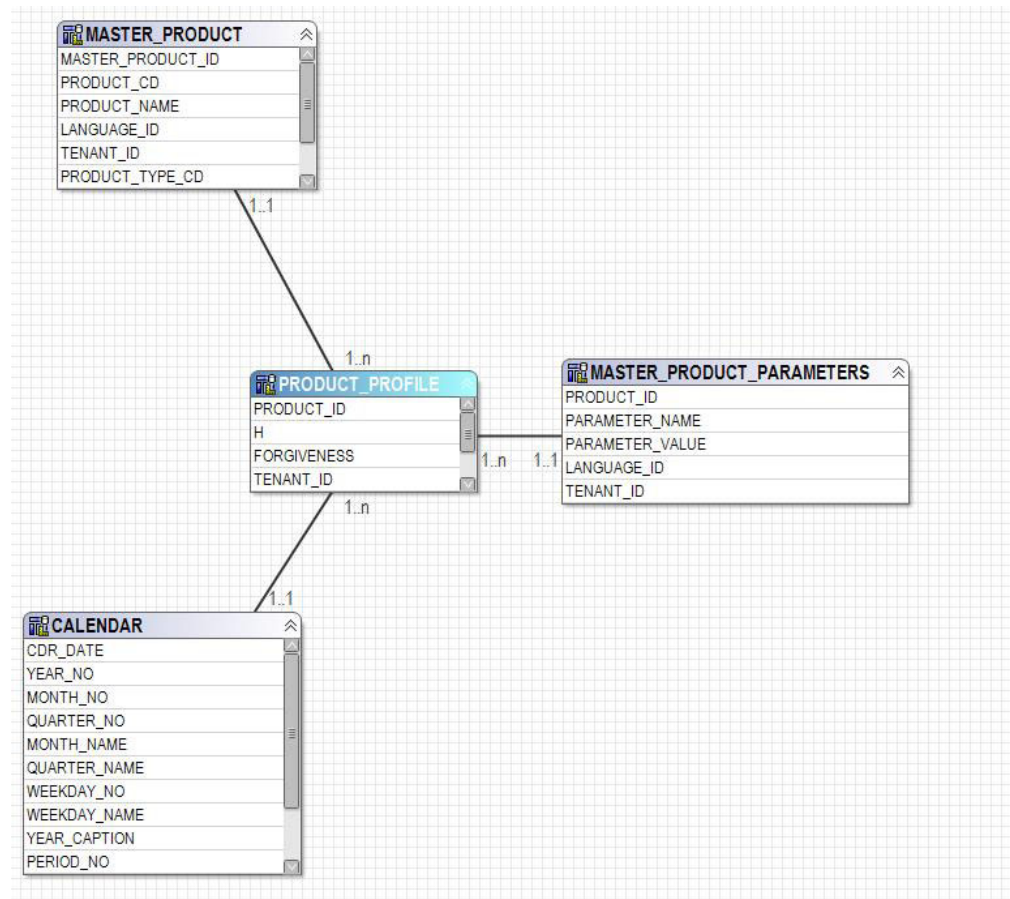 MASTER_PRODUCT
MASTER_PRODUCT_ID
PRODUCT_CD
PRODUCT_NAME
LANGUAGE_ID
TENANT_ID
PRODUCT_TYPE_CD
1..1
1..n
PRODUCT_PROFILE
PRODUCT_ID
H
FORGIVENESS
TENANT_ID
1..n
1..1
MASTER_PRODUCT_PARAMETERS
PRODUCT_ID
PARAMETER_NAME
PARAMETER_VALUE
LANGUAGE_ID
TENANT_ID
1..n
1..1
CALENDAR
CDR_DATE
YEAR_NO
MONTH_NO
QUARTER_NO
MONTH_NAME
QUARTER_NAME
WEEKDAY_NO
WEEKDAY_NAME
YEAR_CAPTION
PERIOD_NO